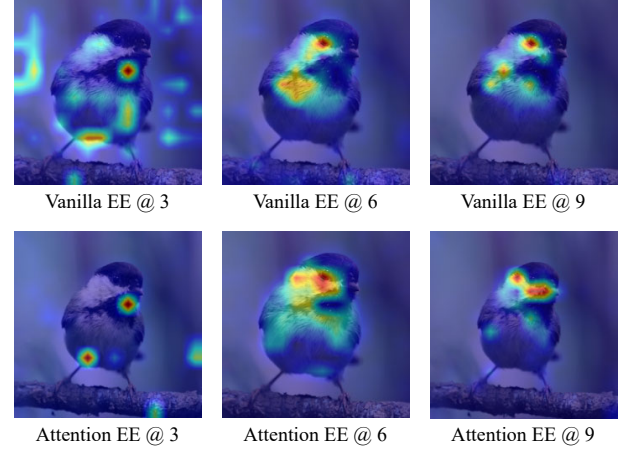 Vanilla EE @ 3
Vanilla EE @ 6
Vanilla EE @ 9
Attention EE @ 3
Attention EE @ 6
Attention EE @ 9